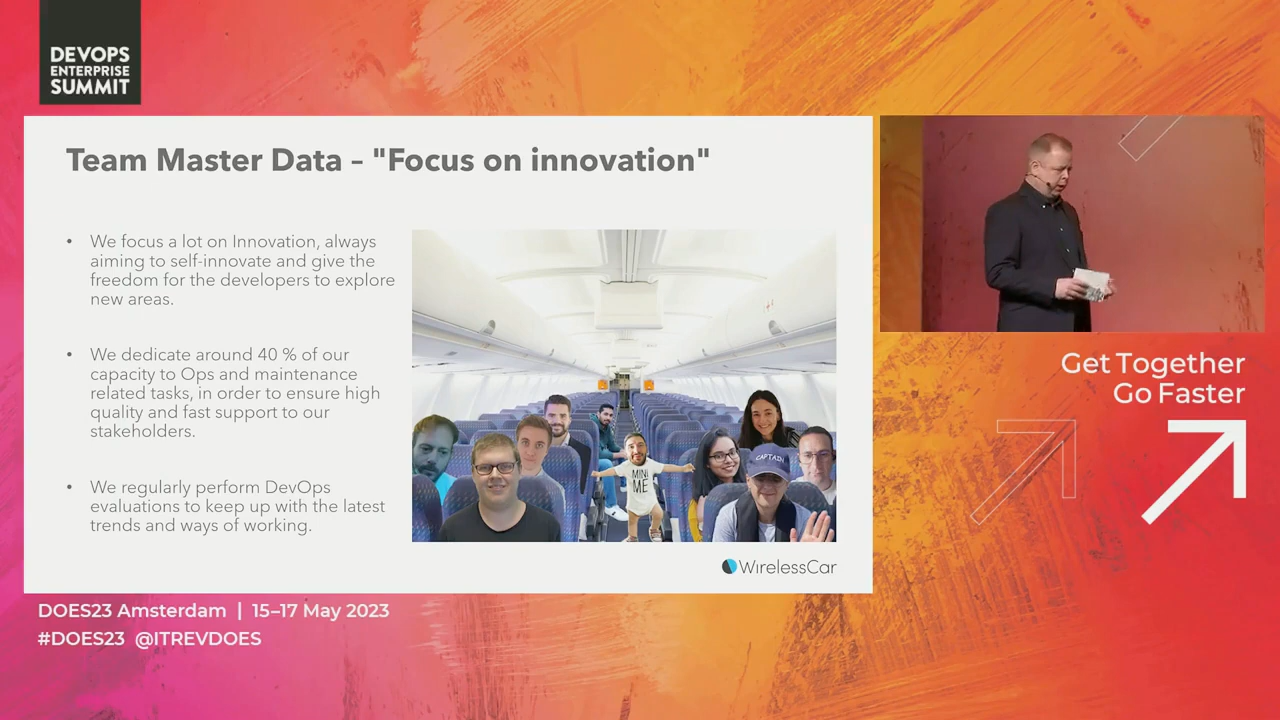 DEVOPS
ENTERPRISE
SUMMIT
Team Master Data – "Focus on innovation"
• We focus a lot on Innovation, always
aiming to self-innovate and give the
freedom for the developers to explore
new areas.
• We dedicate around 40 % of our
capacity to Ops and maintenance
related tasks, in order to ensure high
quality and fast support to our
stakeholders.
• We regularly perform DevOps
evaluations to keep up with the latest
trends and ways of working.
MINI
ME
CAPTAIN
WirelessCar
Get Together
Go Faster
DOES23 Amsterdam | 15–17 May 2023
#DOES23 @ITREVDOES